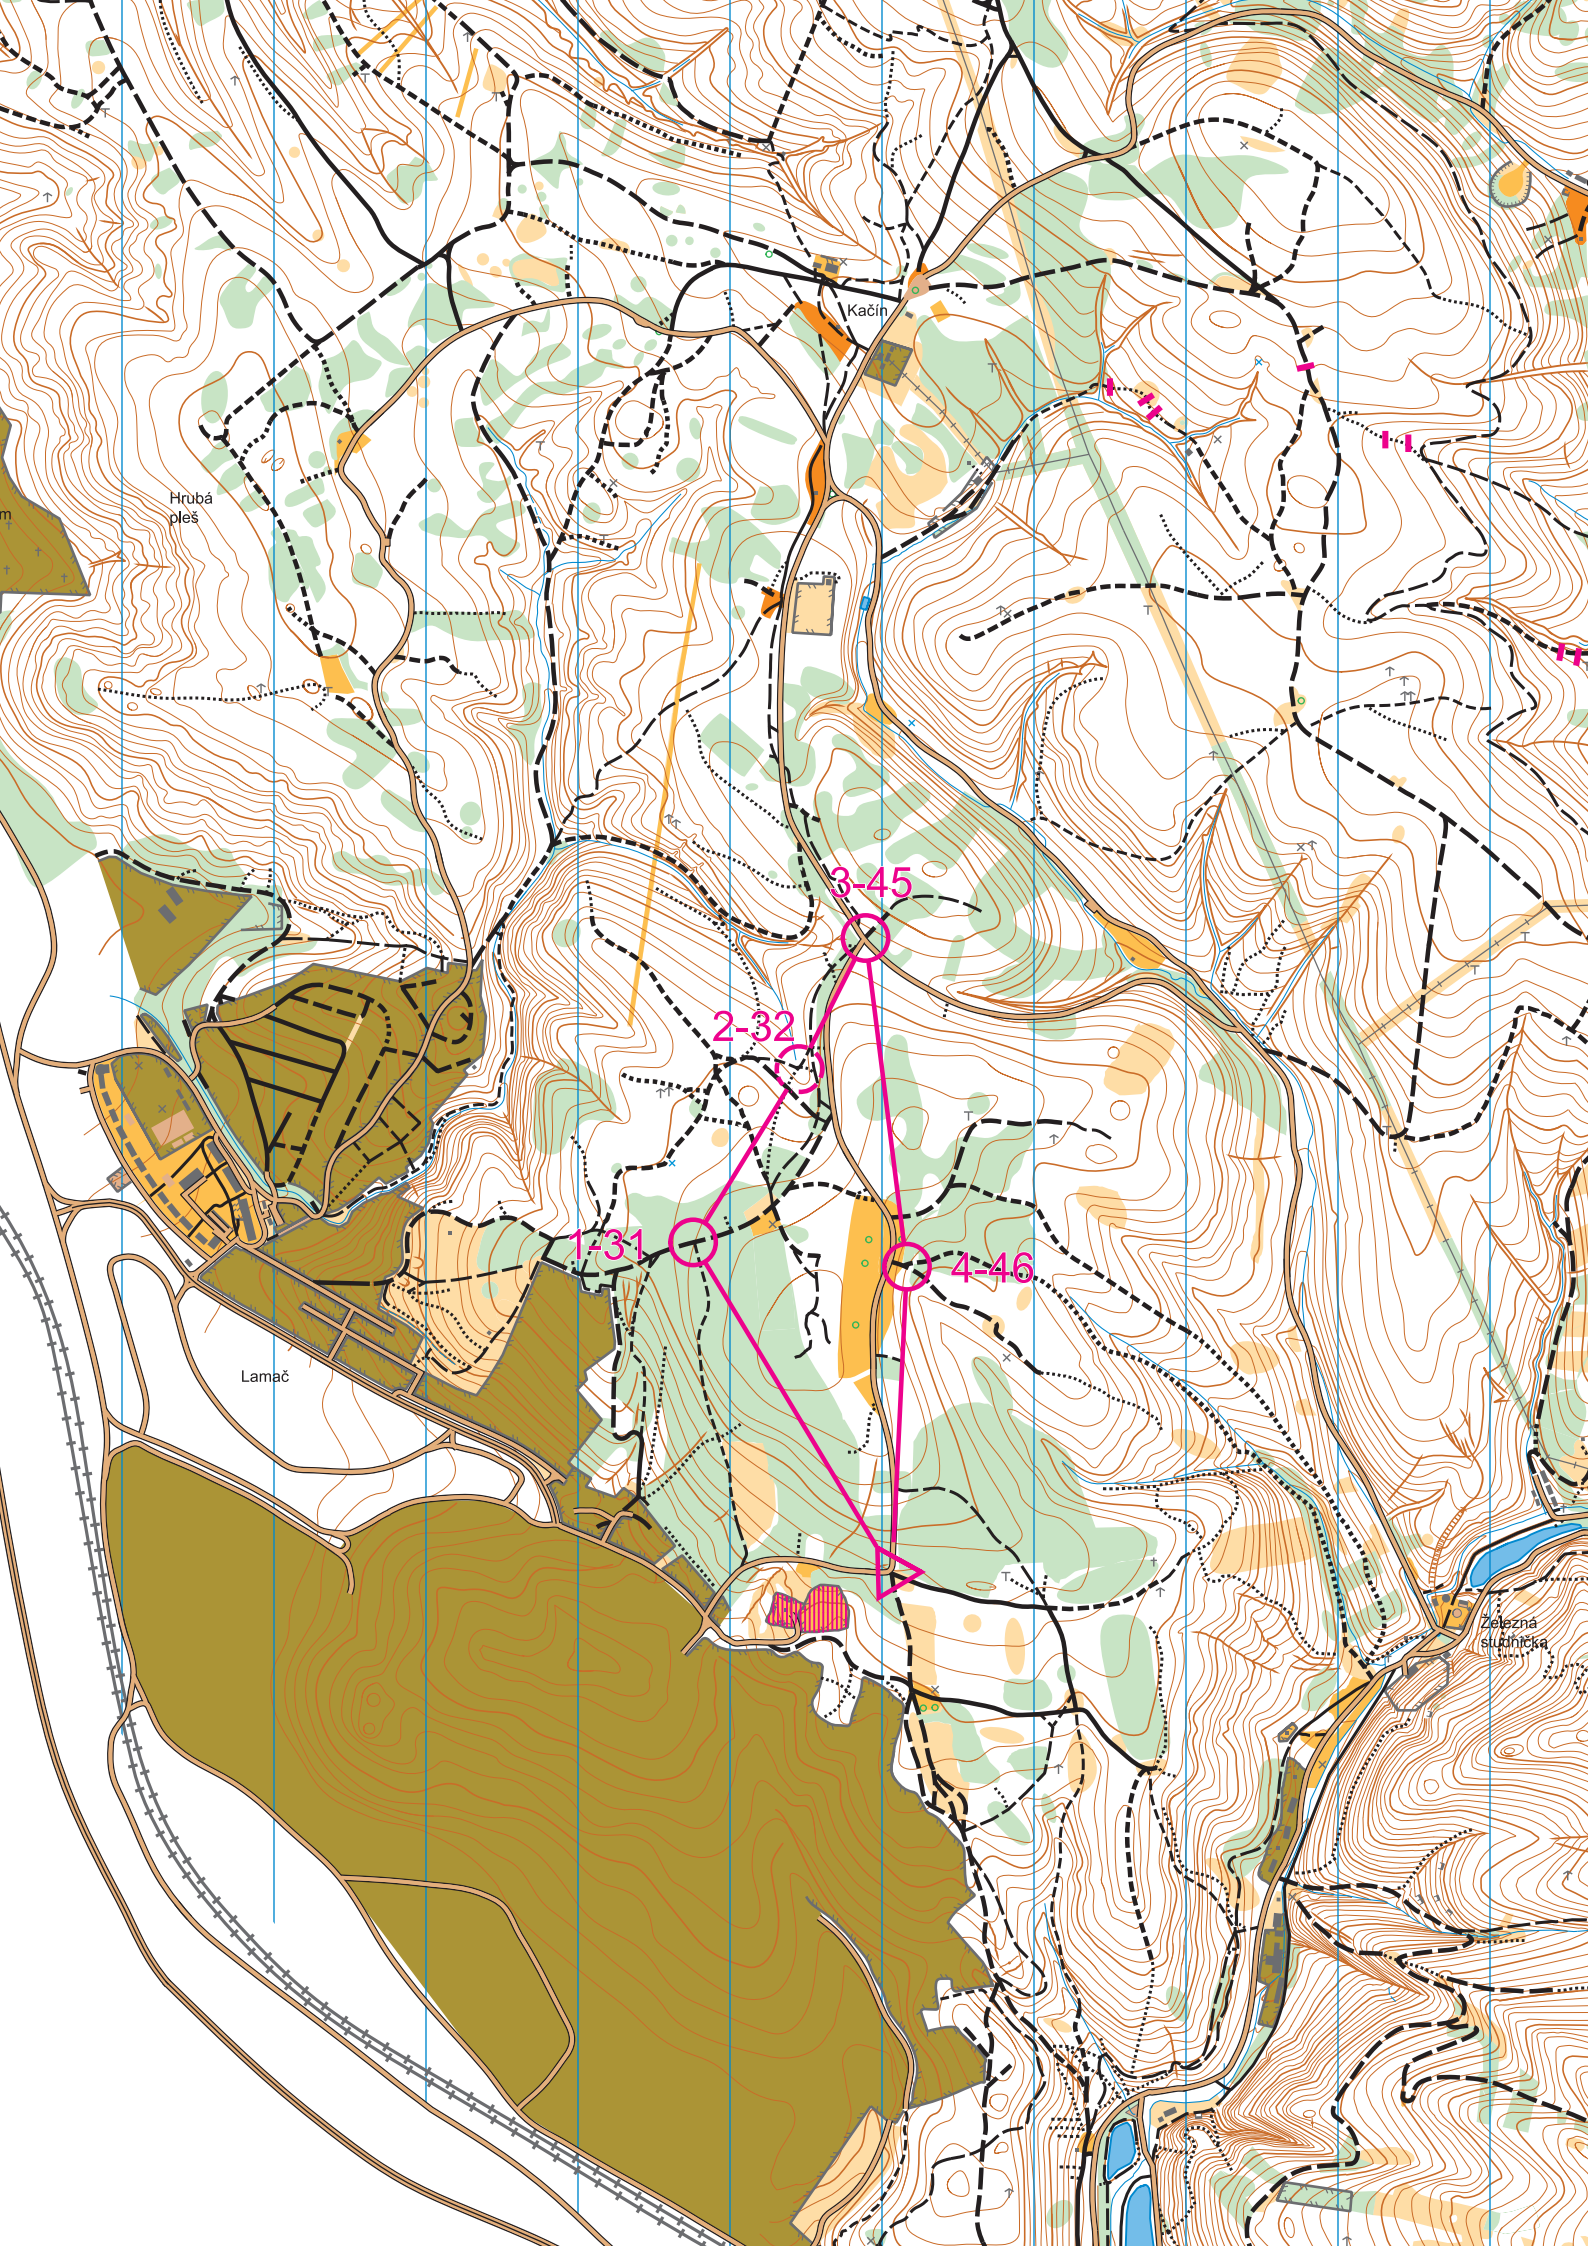 Kačín
Hrubá
pleš
m
3-45
2-32
1-31
4-46
Lamač
Železná
studnička